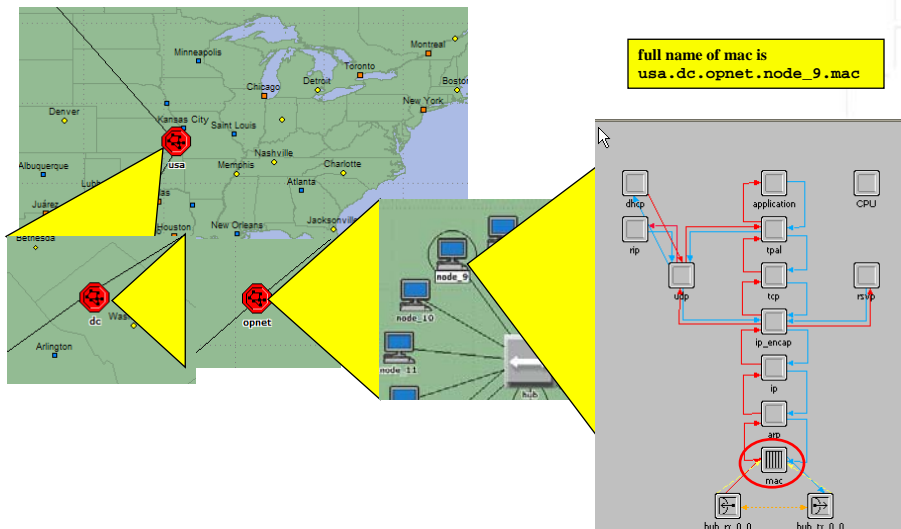 Minneapolis
Montreal
Toronto
Chicago
Detroit
Boston
New York
Denver
Kansas City
Saint Louis
usa
Nashville
Albuquerque
Memphis
Charlotte
Atlanta
Juárez
Houston
New Orleans
Jacksonville
full name of mac is
usa.dc.opnet.node_9.mac
Bethesda
dc
Arlington
opnet
node_9
node_10
node_11
hub
dhcp
application
CPU
rip
tpal
udp
tcp
rsvp
ip_encap
ip
arp
mac
hub_rx_0_0
hub_tx_0_0